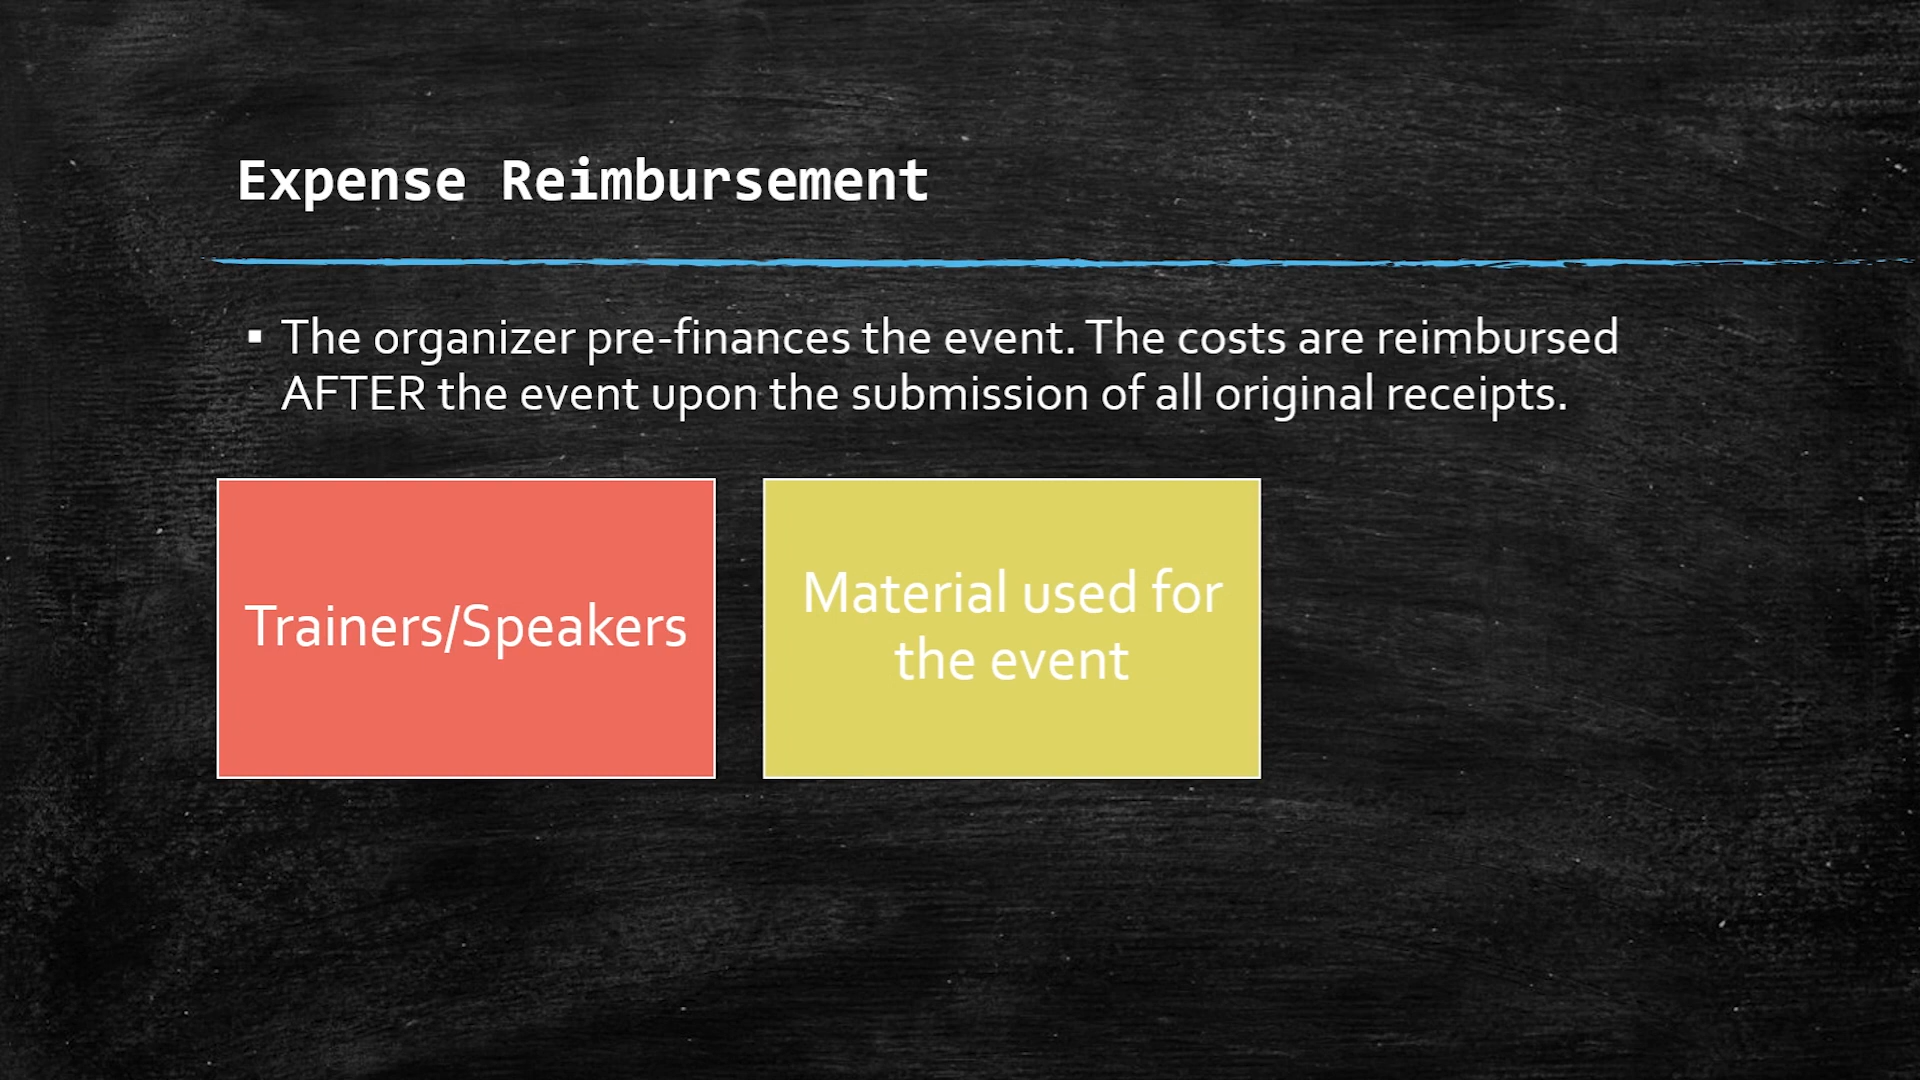 Expense Reimbursement
▪ The organizer pre-finances the event. The costs are reimbursed
AFTER the event upon the submission of all original receipts.
Trainers/Speakers
Material used for
the event